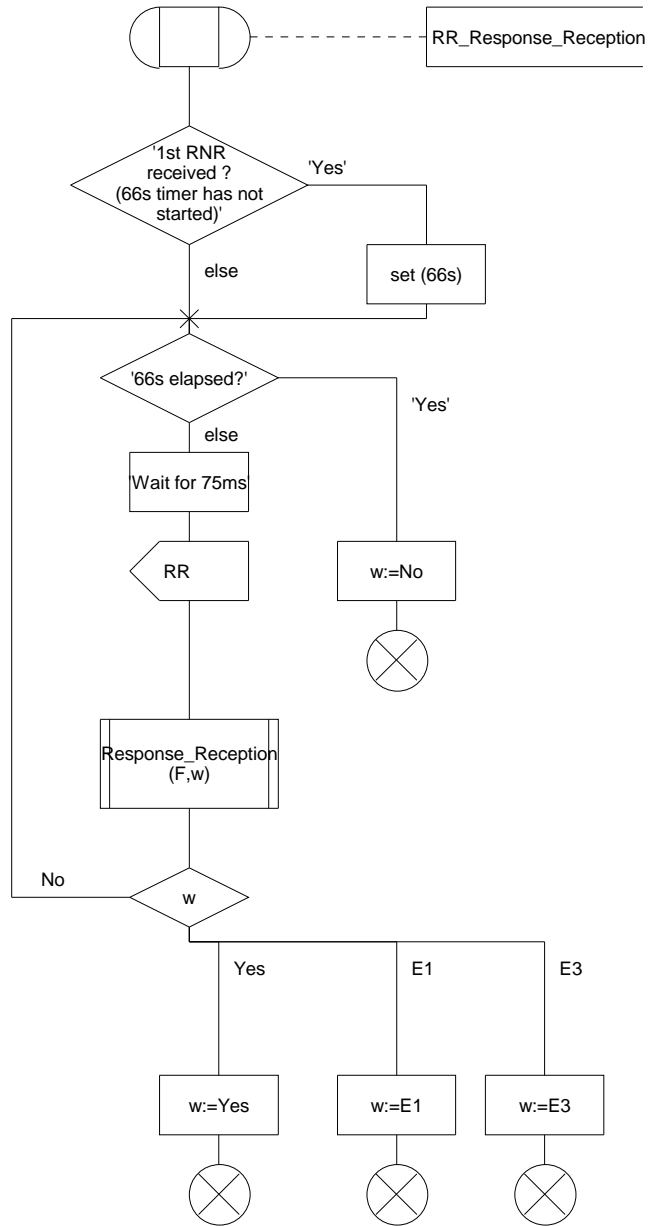 RR_Response_Reception
'1st RNR
received ?
(66s timer has not
started)'
'Yes'
set (66s)
else
'66s elapsed?'
'Yes'
else
'Wait for 75ms'
RR
w:=No
Response_Reception
(F,w)
No
w
Yes
E1
E3
w:=Yes
w:=E1
w:=E3